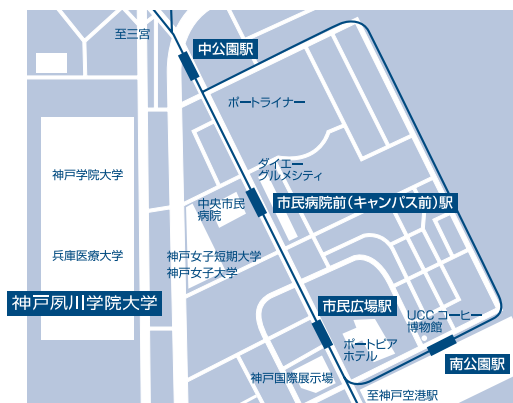 至三宮
中公園駅
ポートライナー
神戸学院大学
ダイエー
グルメシティ
中央市民
病院
市民病院前(キャンパス前)駅
兵庫医療大学
神戸女子短期大学
神戸女子大学
神戸夙川学院大学
市民広場駅
UCCコーヒー
博物館
ポートピア
ホテル
南公園駅
神戸国際展示場
至神戸空港駅